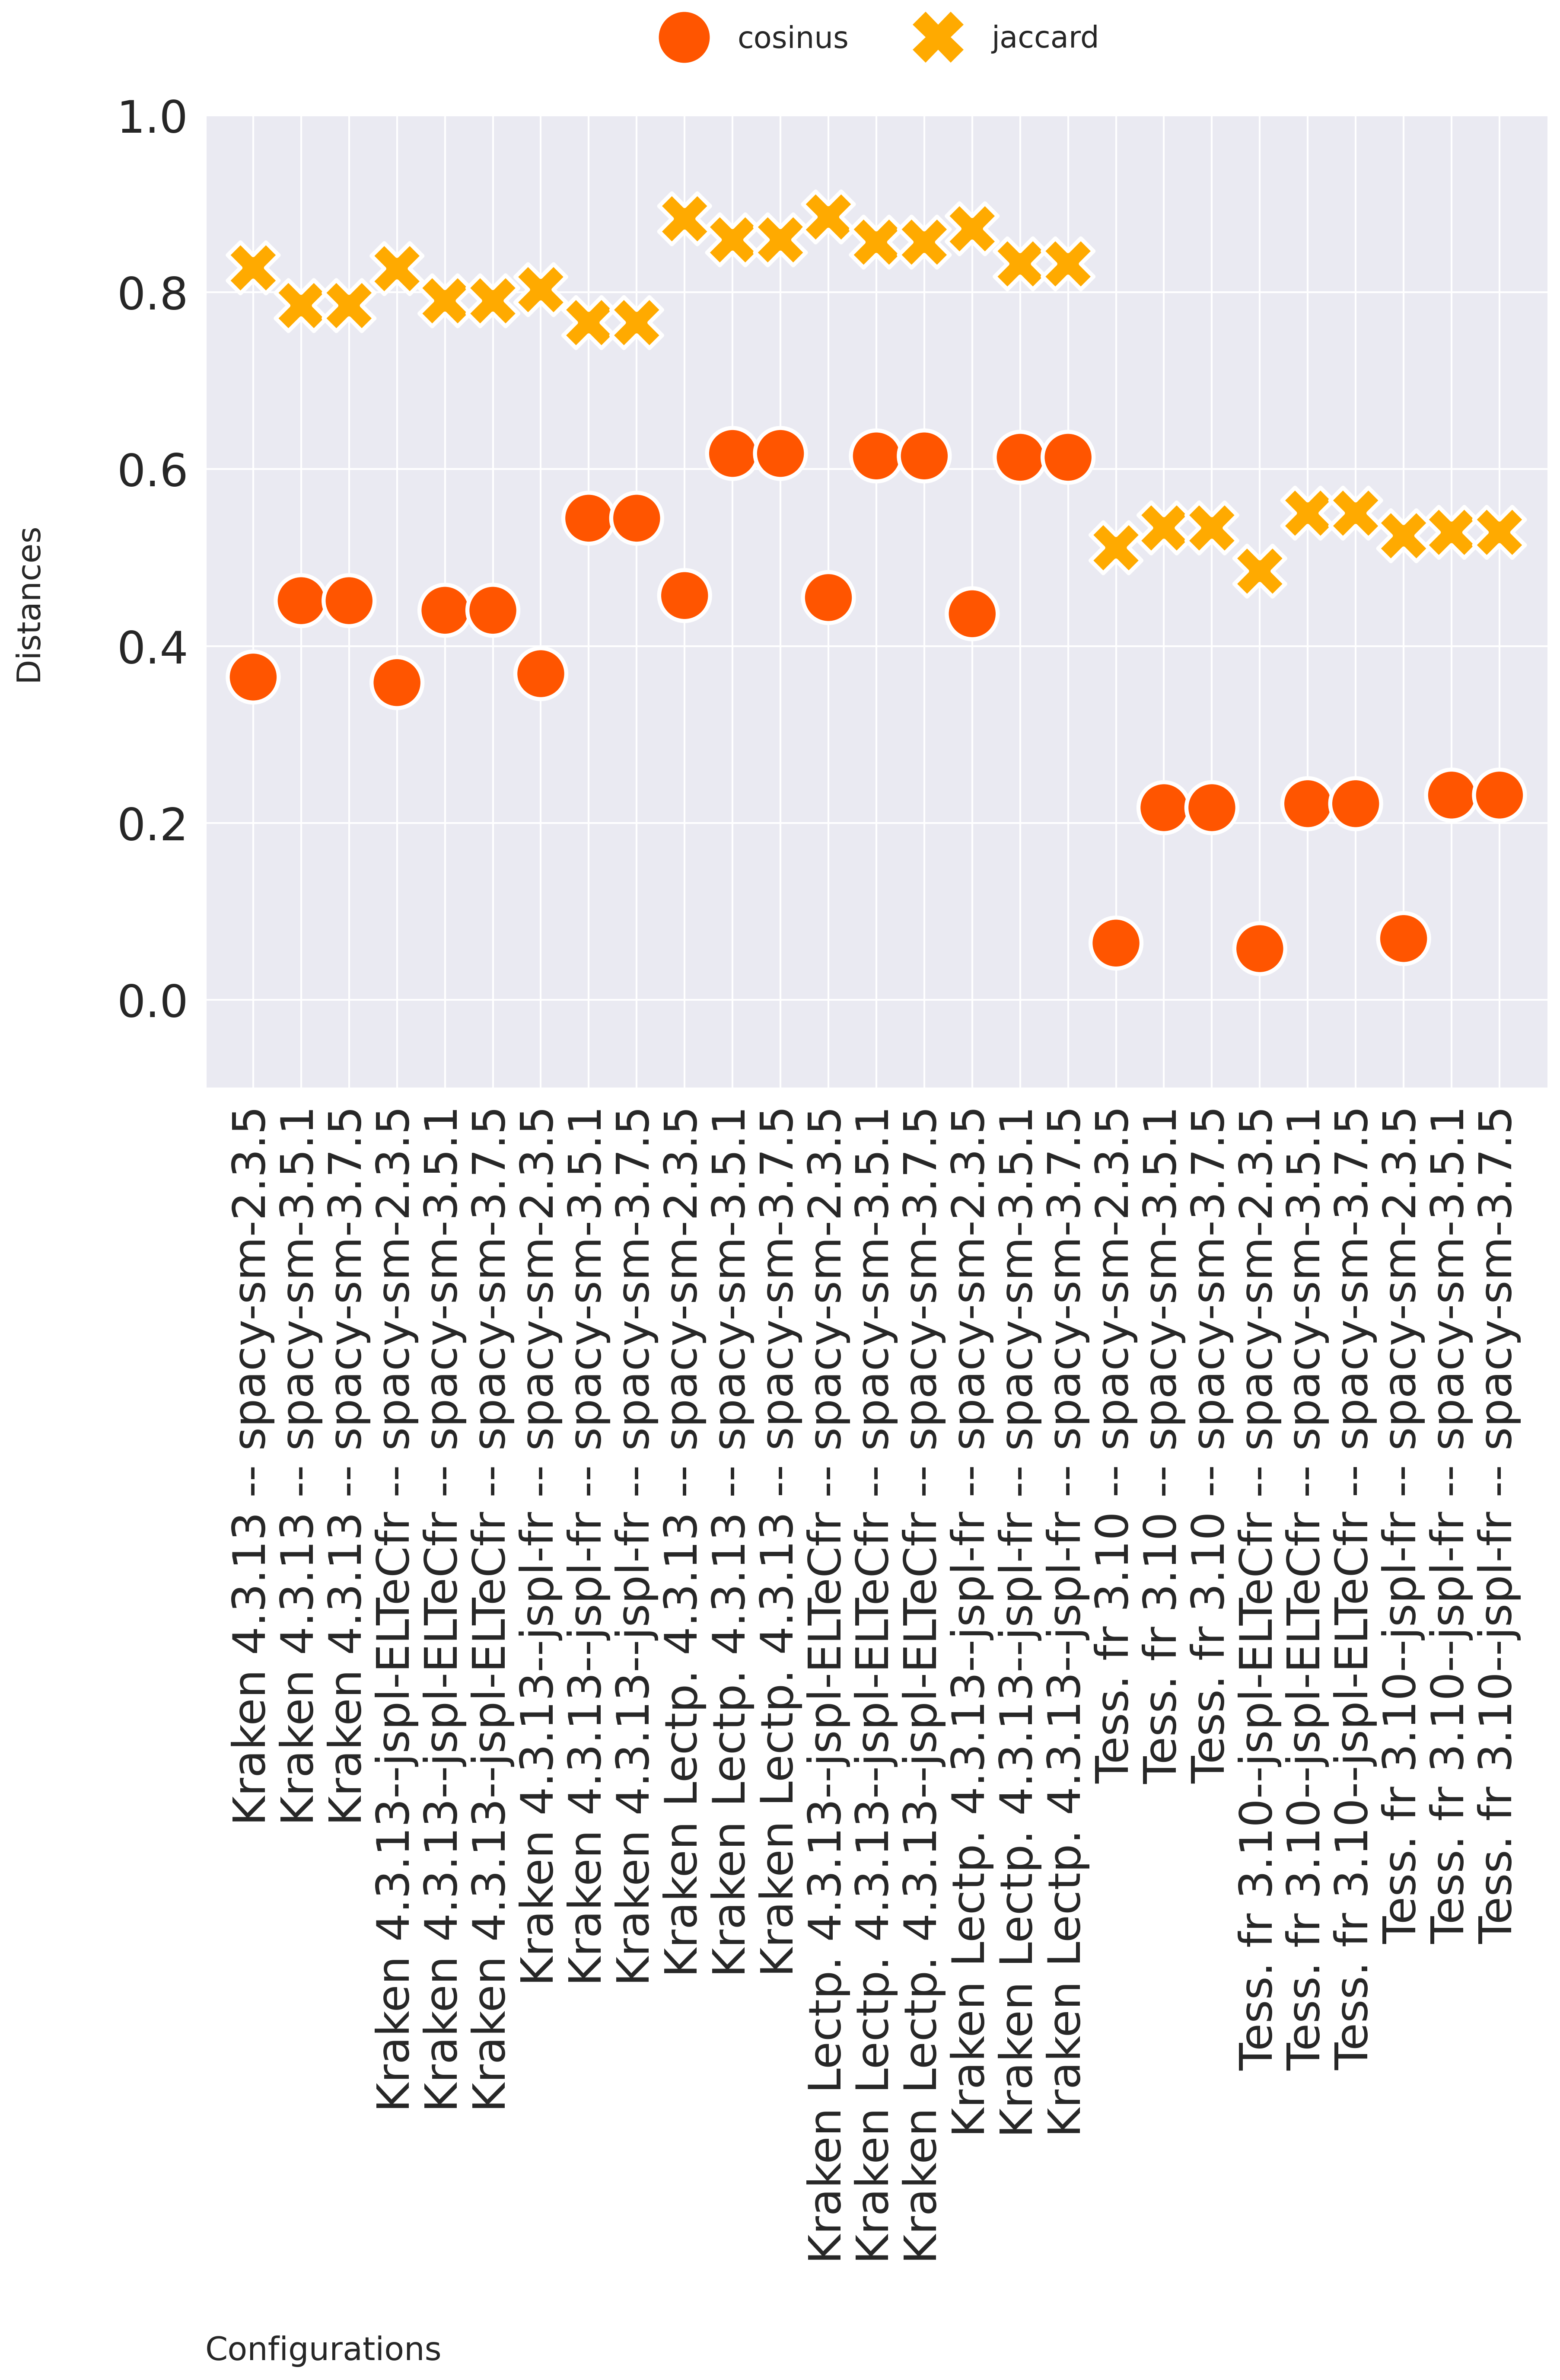 cosinus jaccard
1.0
0.8
0.6
0.4
0.2
0.0
Distances
Kraken 4.3.13 -- spacy-sm-2.3.5
Kraken 4.3.13 -- spacy-sm-3.5.1
Kraken 4.3.13 -- spacy-sm-3.7.5
Kraken 4.3.13--jspl-ELTeCfr -- spacy-sm-2.3.5
Kraken 4.3.13--jspl-ELTeCfr -- spacy-sm-3.5.1
Kraken 4.3.13--jspl-ELTeCfr -- spacy-sm-3.7.5
Kraken 4.3.13--jspl-fr -- spacy-sm-2.3.5
Kraken 4.3.13--jspl-fr -- spacy-sm-3.5.1
Kraken 4.3.13--jspl-fr -- spacy-sm-3.7.5
Kraken Lectp. 4.3.13 -- spacy-sm-2.3.5
Kraken Lectp. 4.3.13 -- spacy-sm-3.5.1
Kraken Lectp. 4.3.13 -- spacy-sm-3.7.5
Kraken Lectp. 4.3.13--jspl-ELTeCfr -- spacy-sm-2.3.5
Kraken Lectp. 4.3.13--jspl-ELTeCfr -- spacy-sm-3.5.1
Kraken Lectp. 4.3.13--jspl-ELTeCfr -- spacy-sm-3.7.5
Kraken Lectp. 4.3.13--jspl-fr -- spacy-sm-2.3.5
Kraken Lectp. 4.3.13--jspl-fr -- spacy-sm-3.5.1
Kraken Lectp. 4.3.13--jspl-fr -- spacy-sm-3.7.5
Tess. fr 3.10 -- spacy-sm-2.3.5
Tess. fr 3.10 -- spacy-sm-3.5.1
Tess. fr 3.10 -- spacy-sm-3.7.5
Tess. fr 3.10--jspl-ELTeCfr -- spacy-sm-2.3.5
Tess. fr 3.10--jspl-ELTeCfr -- spacy-sm-3.5.1
Tess. fr 3.10--jspl-ELTeCfr -- spacy-sm-3.7.5
Tess. fr 3.10--jspl-fr -- spacy-sm-2.3.5
Tess. fr 3.10--jspl-fr -- spacy-sm-3.5.1
Tess. fr 3.10--jspl-fr -- spacy-sm-3.7.5
Configurations